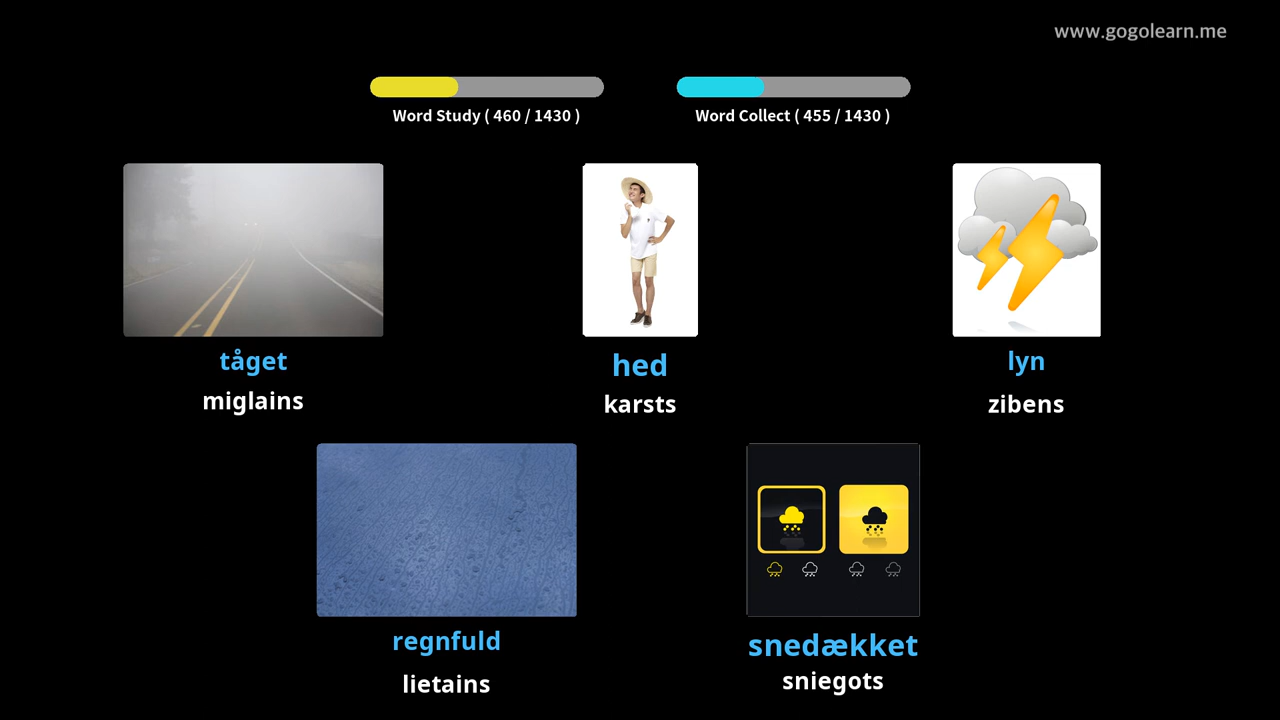 www.gogolearn.me
Word Study ( 460 / 1430 )
Word Collect ( 455 / 1430 )
tåget
miglains
hed
karsts
lyn
zibens
regnfuld
lietains
snedækket
sniegots